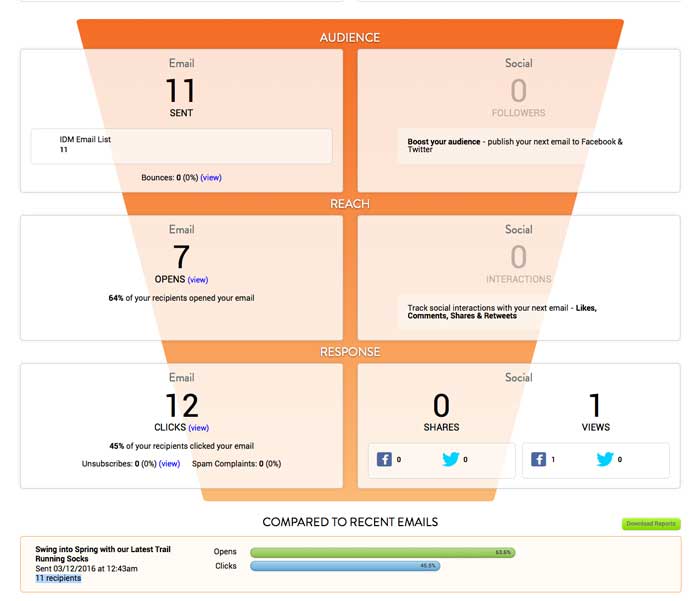 AUDIENCE
Email
11
SENT
IDM Email List
11
Bounces: 0 (0%) (view)
Social
0
FOLLOWERS
Boost your audience - publish your next email to Facebook &
Twitter
REACH
Email
7
OPENS (view)
64% of your recipients opened your email
Social
0
INTERACTIONS
Track social interactions with your next email - Likes,
Comments, Shares & Retweets
RESPONSE
Email
12
CLICKS (view)
45% of your recipients clicked your email
Unsubscribes: 0 (0%) (view) Spam Complaints: 0 (0%)
Social
0
SHARES
0 0
1
VIEWS
1 0
COMPARED TO RECENT EMAILS
Download Reports
Swing into Spring with our Latest Trail
Running Socks
Sent 03/12/2016 at 12:43am
11 recipients
Opens 63.6%
Clicks 45.5%